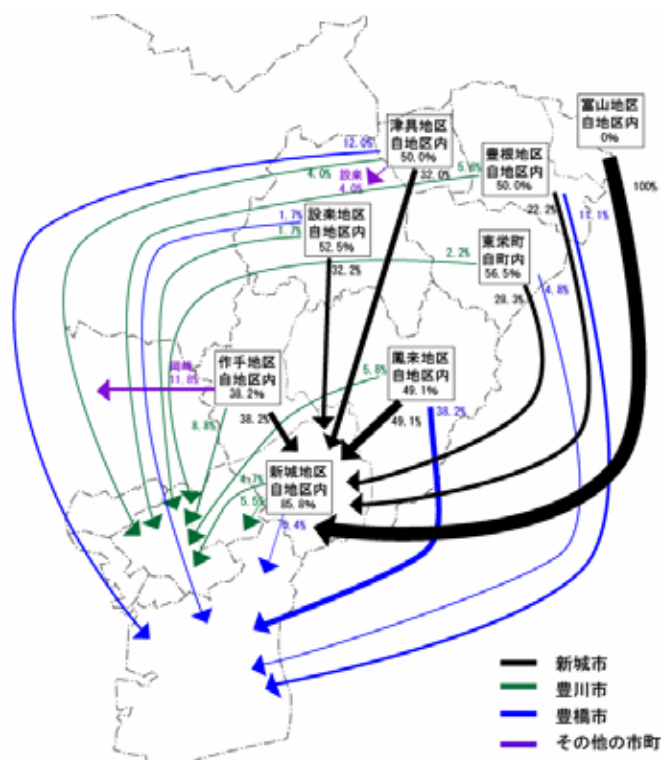 富山地区
自地区内
0%
津具地区
自地区内
50.0%
豊根地区
自地区内
50.0%
12.0%
4.0%
設楽
4.0%
32.0%
5.6%
100%
22.2%
11.1%
設楽地区
自地区内
52.5%
1.7%
1.7%
32.2%
東栄町
自町内
56.5%
2.2%
28.3%
4.8%
岡崎
11.8%
作手地区
自地区内
38.2%
鳳来地区
自地区内
49.1%
5.8%
8.8%
38.2%
49.1%
38.2%
新城地区
自地区内
85.8%
4.7%
5.5%
0.4%
新城市
豊川市
豊橋市
その他の市町